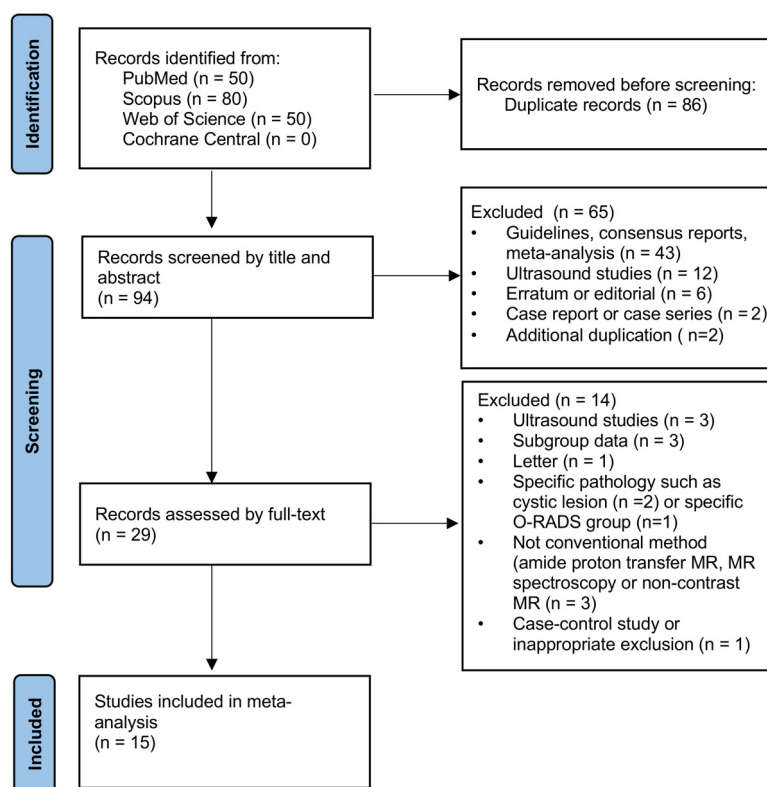 Identification
Records identified from:
PubMed (n = 50)
Scopus (n = 80)
Web of Science (n = 50)
Cochrane Central (n = 0)
Records removed before screening:
Duplicate records (n = 86)
Screening
Records screened by title and
abstract
(n = 94)
Excluded (n = 65)
• Guidelines, consensus reports,
meta-analysis (n = 43)
• Ultrasound studies (n = 12)
• Erratum or editorial (n = 6)
• Case report or case series (n = 2)
• Additional duplication ( n=2)
Records assessed by full-text
(n = 29)
Excluded (n = 14)
• Ultrasound studies (n = 3)
• Subgroup data (n = 3)
• Letter (n = 1)
• Specific pathology such as
cystic lesion (n =2) or specific
O-RADS group (n=1)
• Not conventional method
(amide proton transfer MR, MR
spectroscopy or non-contrast
MR (n = 3)
• Case-control study or
inappropriate exclusion (n = 1)
Included
Studies included in meta-
analysis
(n = 15)